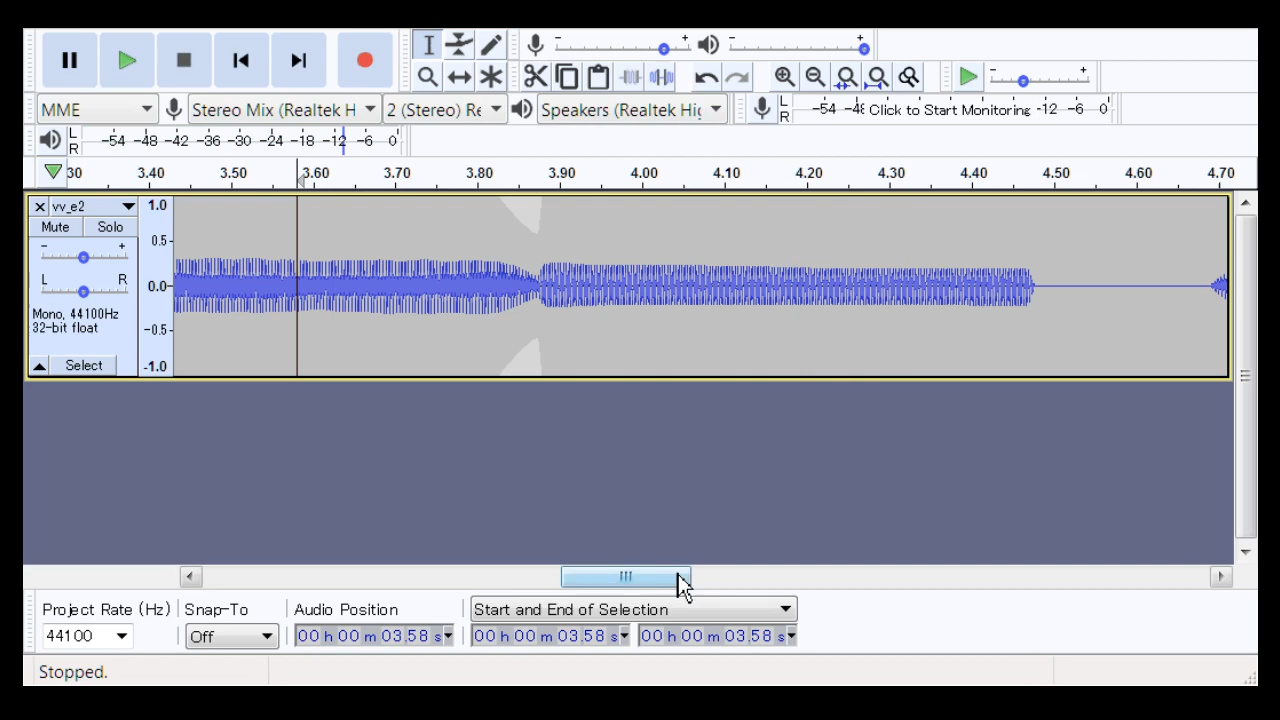 MME Stereo Mix (Realtek H 2 (Stereo) Re Speakers (Realtek Hig L R -54 -48 Click to Start Monitoring -12 -6 0
L R -54 -48 -42 -36 -30 -24 -18 -12 -6 0
30 3.40 3.50 3.60 3.70 3.80 3.90 4.00 4.10 4.20 4.30 4.40 4.50 4.60 4.70
× vv_e2 1.0
Mute Solo
- + 0.5-
L R 0.0-
Mono, 44100Hz
32-bit float -0.5-
Select -1.0
Project Rate (Hz) Snap-To Audio Position Start and End of Selection
44100 Off 00 h 00 m 03.58 s 00 h 00 m 03.58 s 00 h 00 m 03.58 s
Stopped.